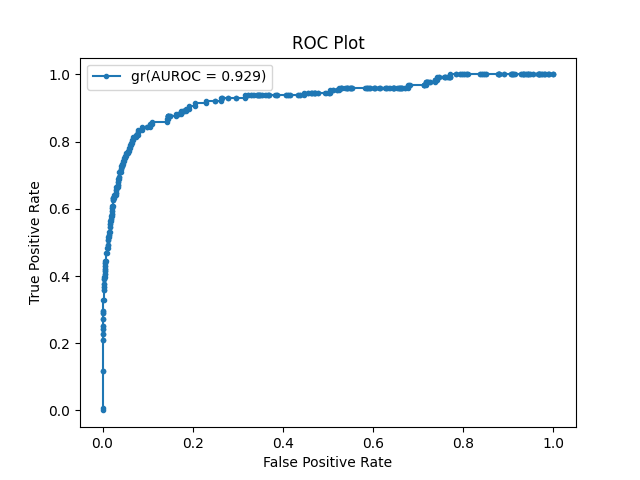 ROC Plot
gr(AUROC = 0.929)
1.0
0.8
0.6
0.4
0.2
0.0
True Positive Rate
0.0 0.2 0.4 0.6 0.8 1.0
False Positive Rate